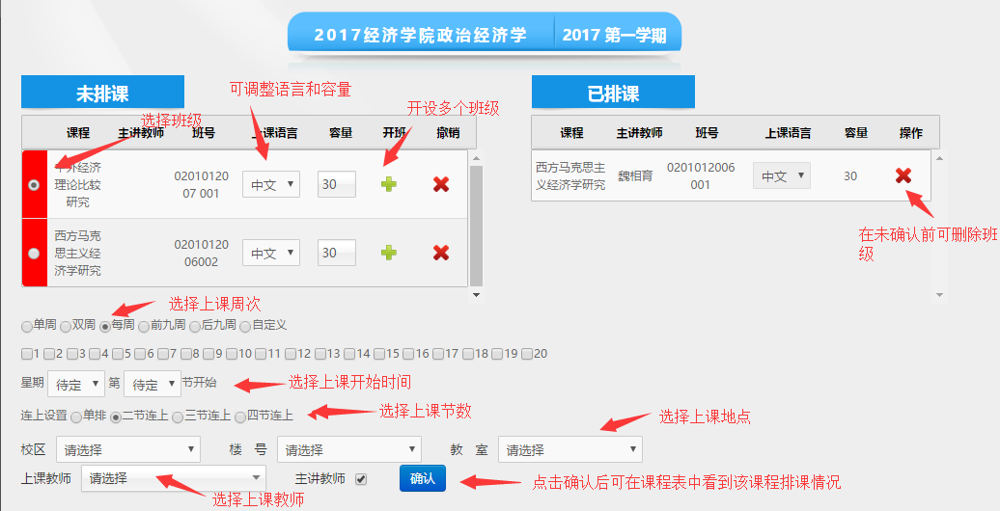 2017经济学院政治经济学 2017 第一学期
未排课
已排课
可调整语言和容量
开设多个班级
选择班级
课程 主讲教师 班号 上课语言 容量 开班 撤销
课程 主讲教师 班号 上课语言 容量 操作
中外经济
理论比较
研究
02010120
07 001
中文
30
西方马克
思主义经
济学研究
02010120
06002
中文
30
西方马克思主
义经济学研究
魏相育
0201012006
001
中文
30
在未确认前可删除班
级
选择上课周次
单周 双周 每周 前九周 后九周 自定义
1 2 3 4 5 6 7 8 9 10 11 12 13 14 15 16 17 18 19 20
星期 待定 第 待定 节开始
选择上课开始时间
连上设置 单排 二节连上 三节连上 四节连上
选择上课节数
选择上课地点
校区 请选择 楼 号 请选择 教 室 请选择
上课教师 请选择 主讲教师 确认
点击确认后可在课程表中看到该课程排课情况
选择上课教师